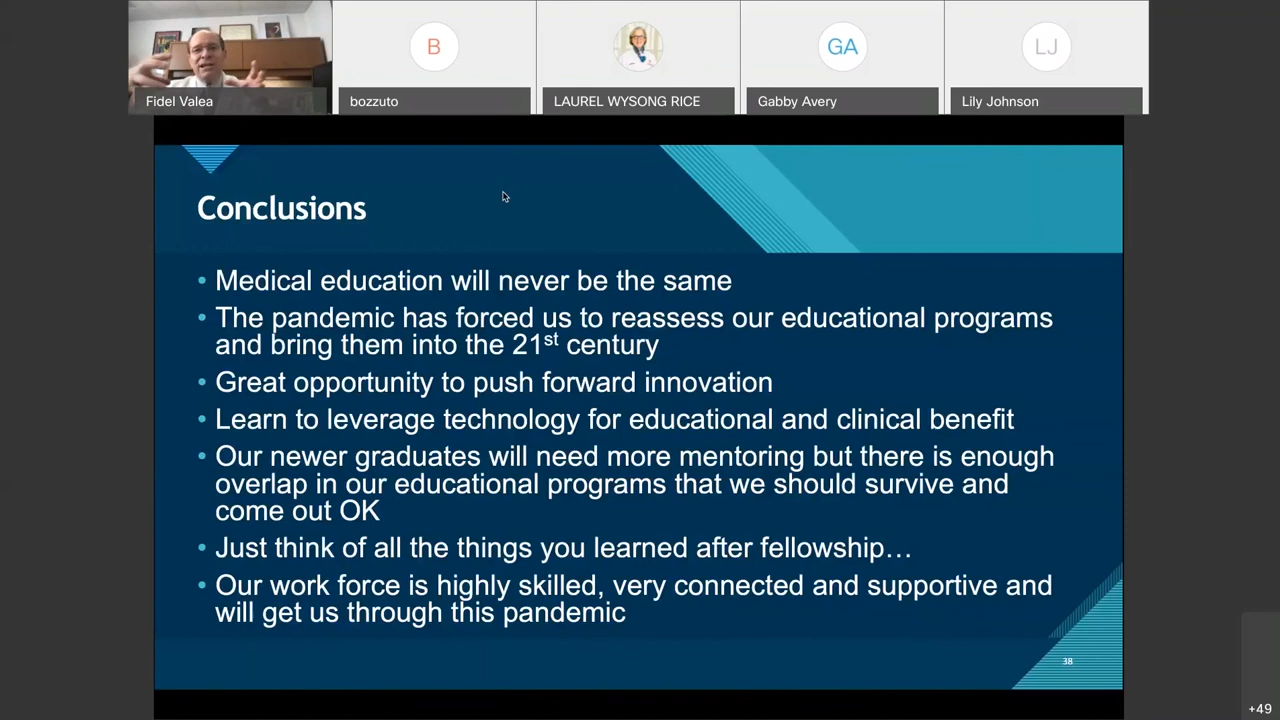 B
GA
LJ
Fidel Valea
bozzuto
LAUREL WYSONG RICE
Gabby Avery
Lily Johnson
Conclusions
• Medical education will never be the same
• The pandemic has forced us to reassess our educational programs
and bring them into the 21st century
• Great opportunity to push forward innovation
• Learn to leverage technology for educational and clinical benefit
• Our newer graduates will need more mentoring but there is enough
overlap in our educational programs that we should survive and
come out OK
• Just think of all the things you learned after fellowship…
• Our work force is highly skilled, very connected and supportive and
will get us through this pandemic
38
+49